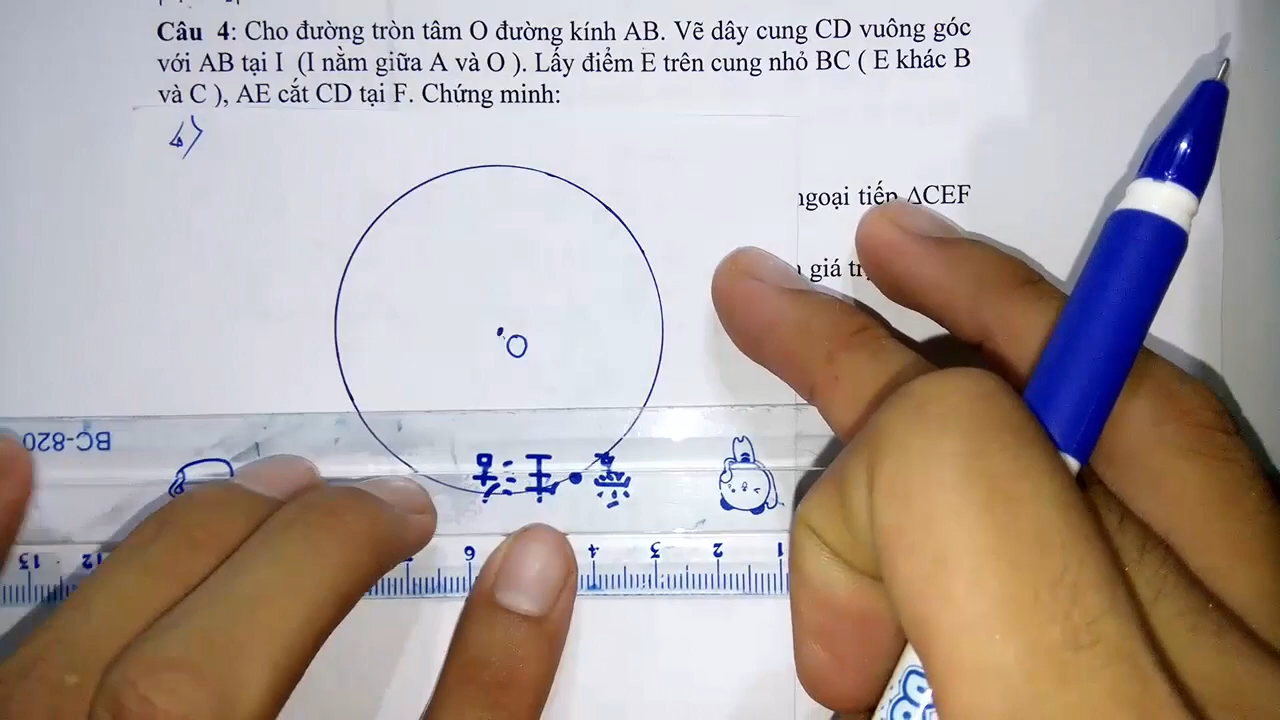 Câu 4: Cho đường tròn tâm O đường kính AB. Vẽ dây cung CD vuông góc
với AB tại I (I nằm giữa A và O ). Lấy điểm E trên cung nhỏ BC ( E khác B
và C ), AE cắt CD tại F. Chứng minh:
ngoại tiếp ΔCEF
giá
O
BC-820
13 12 6 4 3 2 1